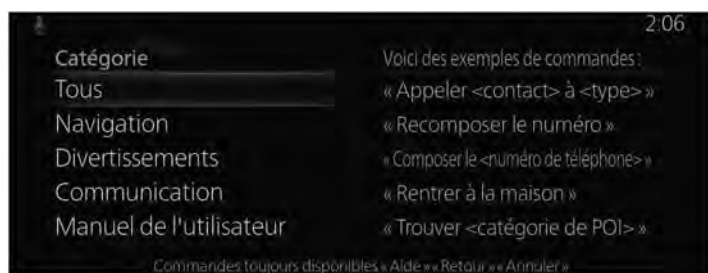 2:06
Catégorie
Tous
Navigation
Divertissements
Communication
Manuel de l'utilisateur
Voici des exemples de commandes :
« Appeler <contact> à <type> »
« Recomposer le numéro »
« Composer le <numéro de téléphone> »
« Rentrer à la maison »
« Trouver <catégorie de POI> »
Commandes toujours disponibles « Aide » « Retour » « Annuler »